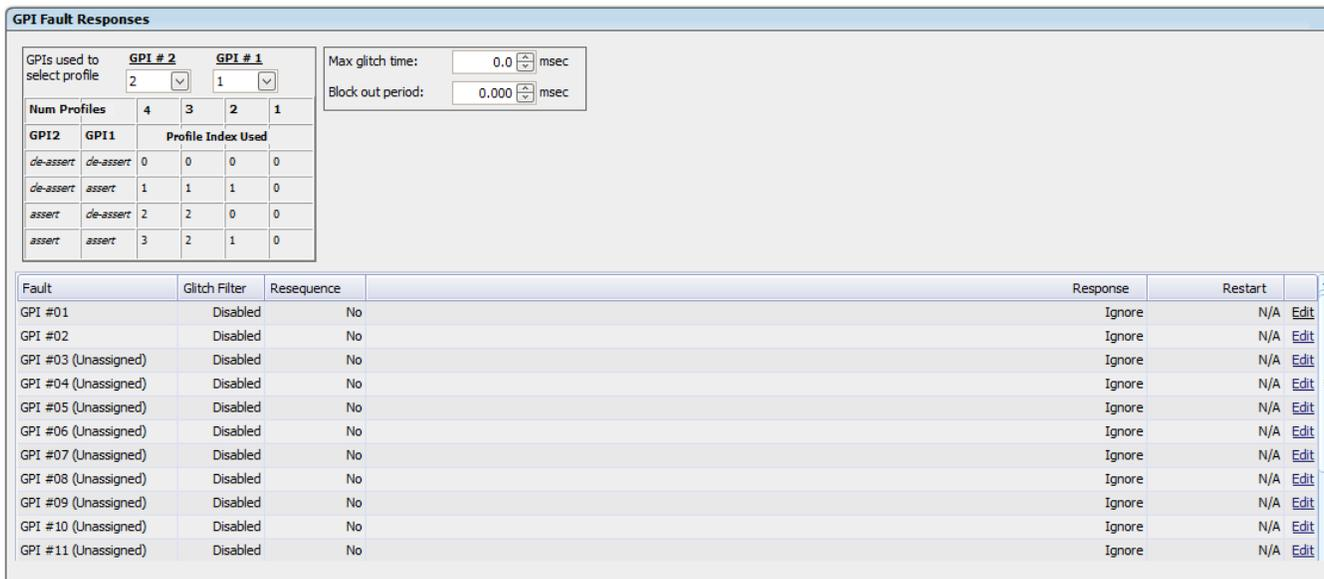 GPI Fault Responses
GPIs used to select profile
GPI # 2 GPI # 1
2 1
Max glitch time: 0.0 msec
Block out period: 0.000 msec
Num Profiles 4 3 2 1
GPI2 GPI1 Profile Index Used
de-assert de-assert 0 0 0 0
de-assert assert 1 1 1 0
assert de-assert 2 2 0 0
assert assert 3 2 1 0
Fault Glitch Filter Resequence Response Restart
GPI #01 Disabled No Ignore N/A Edit
GPI #02 Disabled No Ignore N/A Edit
GPI #03 (Unassigned) Disabled No Ignore N/A Edit
GPI #04 (Unassigned) Disabled No Ignore N/A Edit
GPI #05 (Unassigned) Disabled No Ignore N/A Edit
GPI #06 (Unassigned) Disabled No Ignore N/A Edit
GPI #07 (Unassigned) Disabled No Ignore N/A Edit
GPI #08 (Unassigned) Disabled No Ignore N/A Edit
GPI #09 (Unassigned) Disabled No Ignore N/A Edit
GPI #10 (Unassigned) Disabled No Ignore N/A Edit
GPI #11 (Unassigned) Disabled No Ignore N/A Edit